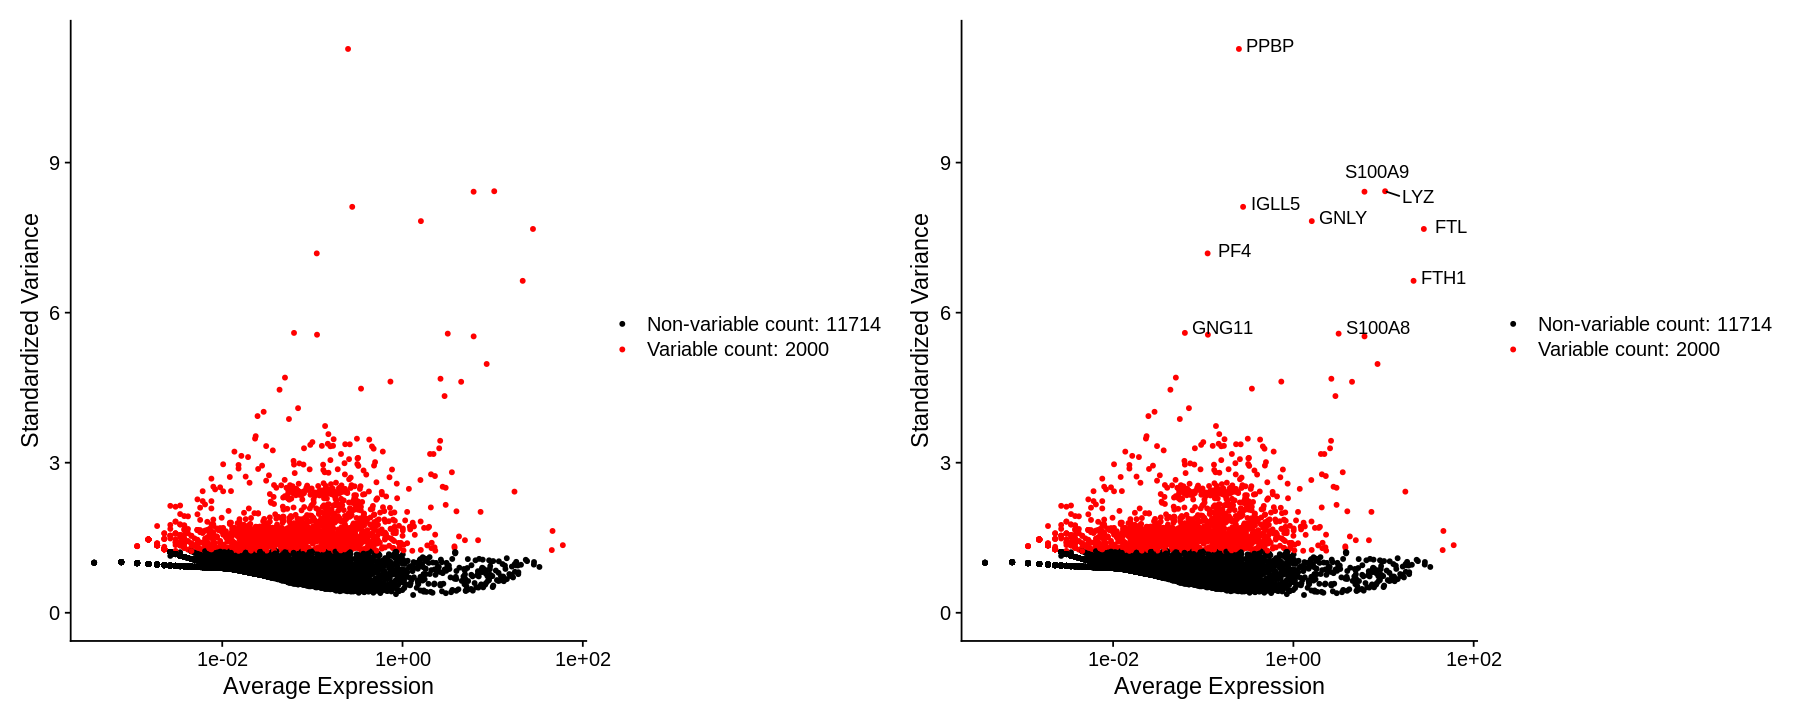 9
6
3
0
Standardized Variance
1e-02 1e+00 1e+02
Average Expression
Non-variable count: 11714
Variable count: 2000
PPBP
S100A9
LYZ
IGLL5
GNLY
FTL
PF4
FTH1
GNG11
S100A8
9
6
3
0
Standardized Variance
1e-02 1e+00 1e+02
Average Expression
Non-variable count: 11714
Variable count: 2000